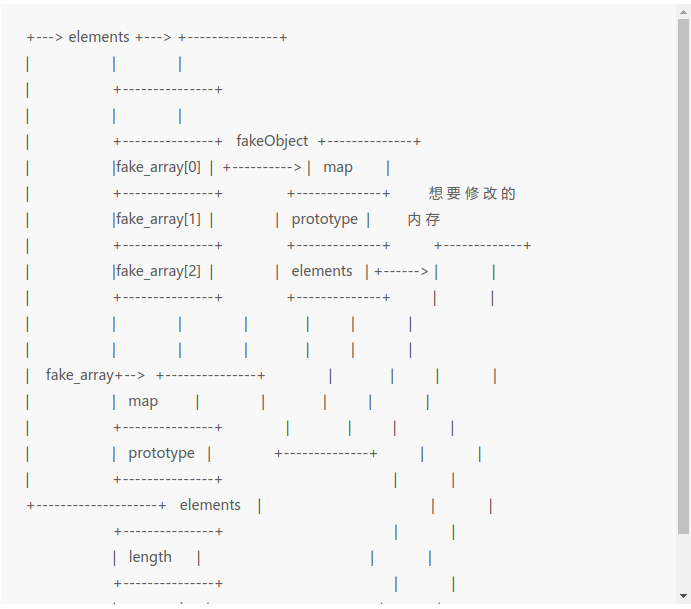 +---> elements +---> +---------------+
| | |
| +---------------+
| | |
| +---------------+ fakeObject +--------------+
| |fake_array[0] | +----------> | map |
| +---------------+ +--------------+ 想 要 修 改 的
| |fake_array[1] | | prototype | 内 存
| +---------------+ +--------------+ +-------------+
| |fake_array[2] | | elements | +------> | |
| +---------------+ +--------------+ | |
| | | | | | |
| | | | | | |
| fake_array+--> +---------------+ | | | |
| | map | | | | |
| +---------------+ | | | |
| | prototype | +--------------+ | |
| +---------------+ | |
+--------------------+ elements | | |
+---------------+ | |
| length | | |
+---------------+ | |